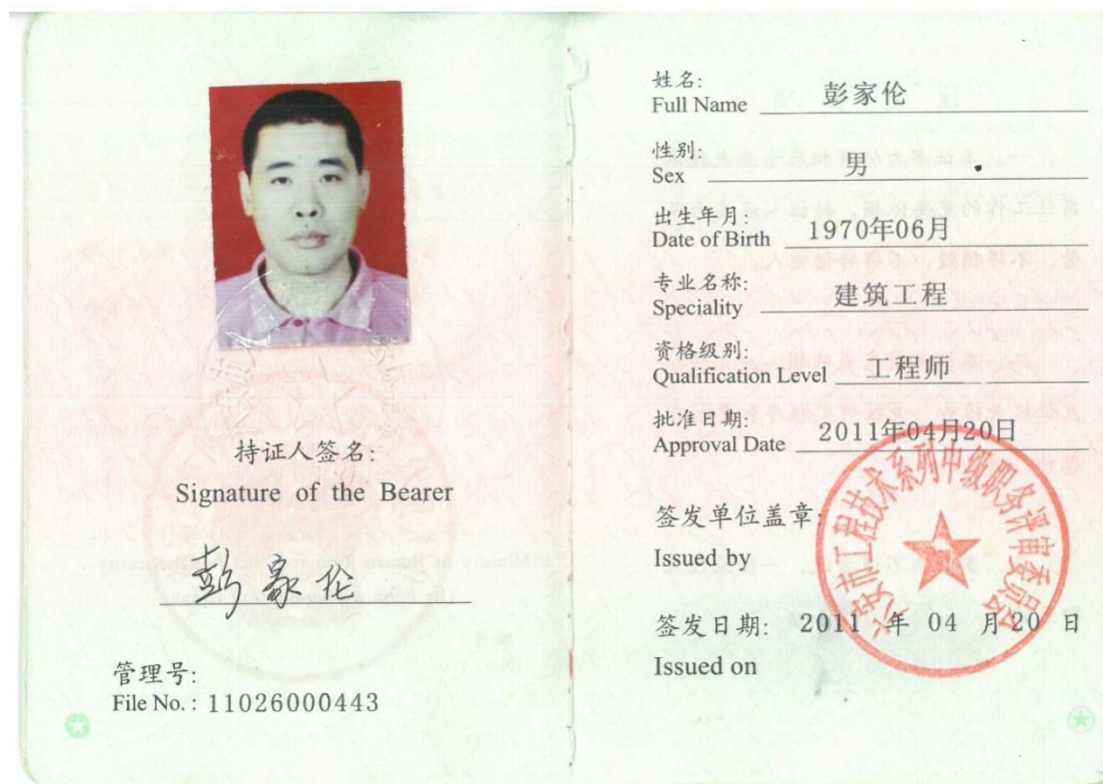 持证人签名:
Signature of the Bearer
彭家伦
管理号:
File No.: 11026000443
姓名:
Full Name 彭家伦
性别:
Sex 男
出生年月:
Date of Birth 1970年06月
专业名称:
Speciality 建筑工程
资格级别:
Qualification Level 工程师
批准日期:
Approval Date 2011年04月20日
签发单位盖章:
Issued by
六安市工程技术系列中级职务评审委员会
签发日期: 2011 年 04 月 20 日
Issued on